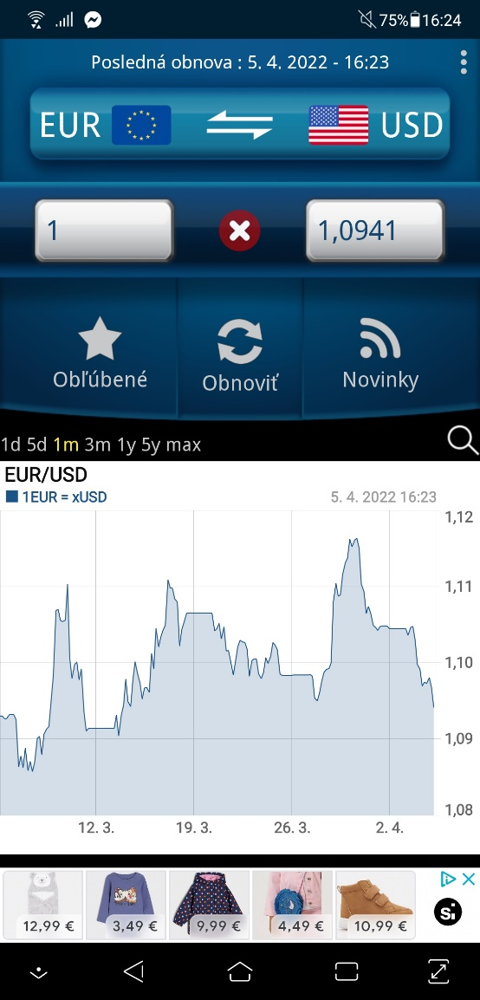 75% 16:24
Posledná obnova : 5. 4. 2022 - 16:23
EUR USD
1 1,0941
Obľúbené Obnoviť Novinky
1d 5d 1m 3m 1y 5y max
EUR/USD
1EUR = xUSD 5. 4. 2022 16:23
1,12
1,11
1,10
1,09
1,08
12. 3. 19. 3. 26. 3. 2. 4.
12,99 € 3,49 € 9,99 € 4,49 € 10,99 €
si